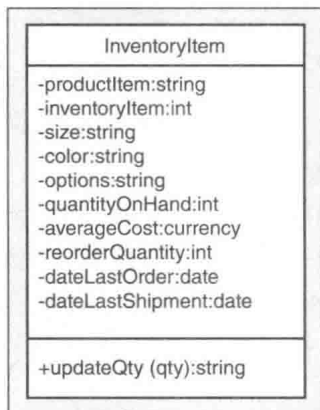 InventoryItem
-productItem:string
-inventoryItem:int
-size:string
-color:string
-options:string
-quantityOnHand:int
-averageCost:currency
-reorderQuantity:int
-dateLastOrder:date
-dateLastShipment:date
+updateQty (qty):string